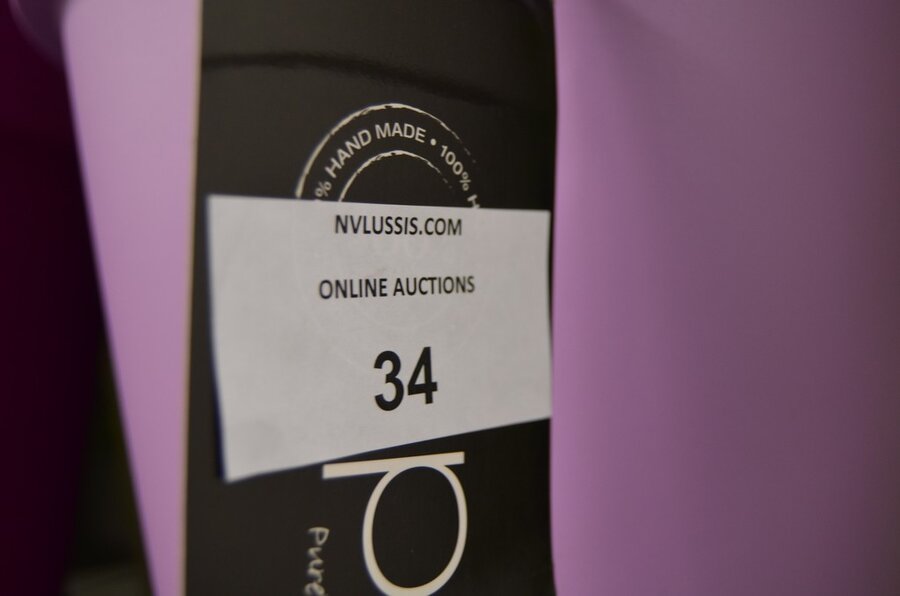 % HAND MADE • 100% H
NVLUSSIS.COM
ONLINE AUCTIONS
34
Pure